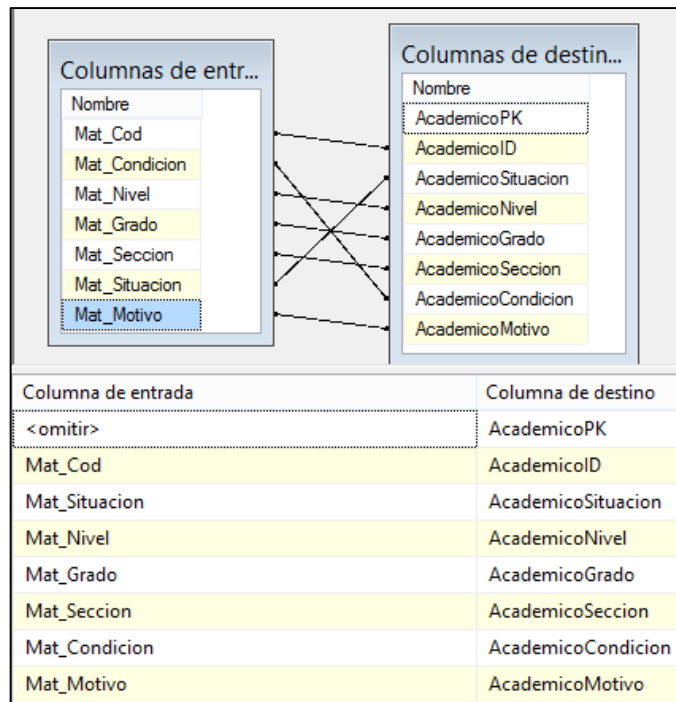 Columnas de entr...
Nombre
Mat_Cod
Mat_Condicion
Mat_Nivel
Mat_Grado
Mat_Seccion
Mat_Situacion
Mat_Motivo
Columnas de destin...
Nombre
AcademicoPK
AcademicoID
AcademicoSituacion
AcademicoNivel
AcademicoGrado
AcademicoSeccion
AcademicoCondicion
AcademicoMotivo
Columna de entrada Columna de destino
<omitir> AcademicoPK
Mat_Cod AcademicoID
Mat_Situacion AcademicoSituacion
Mat_Nivel AcademicoNivel
Mat_Grado AcademicoGrado
Mat_Seccion AcademicoSeccion
Mat_Condicion AcademicoCondicion
Mat_Motivo AcademicoMotivo